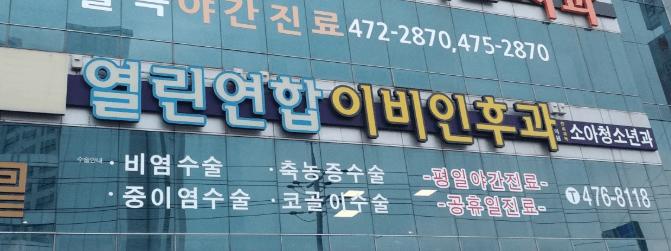 야간진료 472-2870, 475-2870
열린연합이비인후과 소아청소년과
수술안내 · 비염수술 · 축농증수술 -평일야간진료-
· 중이염수술 · 코골이수술 -공휴일진료- 476-8118